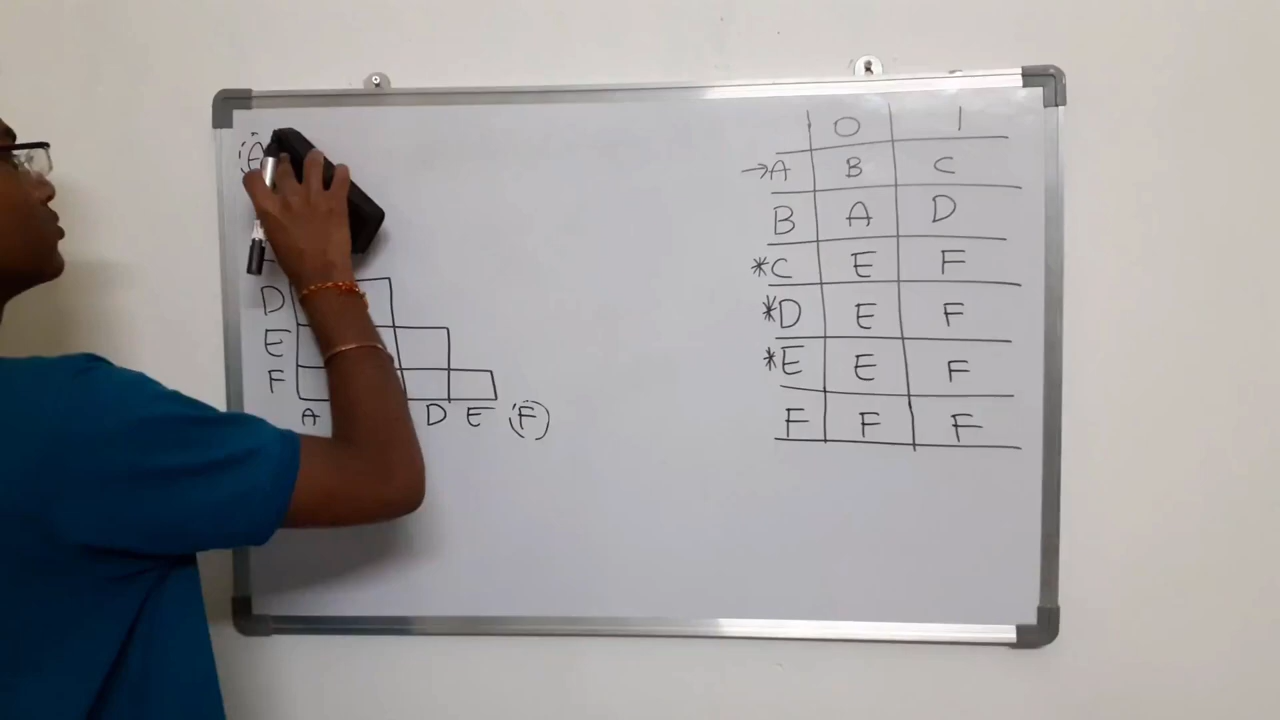 A
D
E
F
A D E F
0 1
→A B C
B A D
*C E F
*D E F
*E E F
F F F